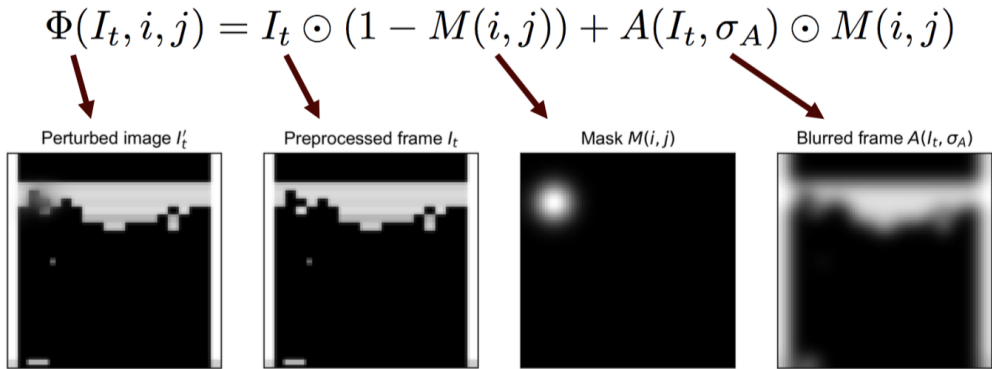 Φ(I_t, i, j) = I_t ⊙ (1 − M(i, j)) + A(I_t, σ_A) ⊙ M(i, j)
Perturbed image I′_t
Preprocessed frame I_t
Mask M(i, j)
Blurred frame A(I_t, σ_A)